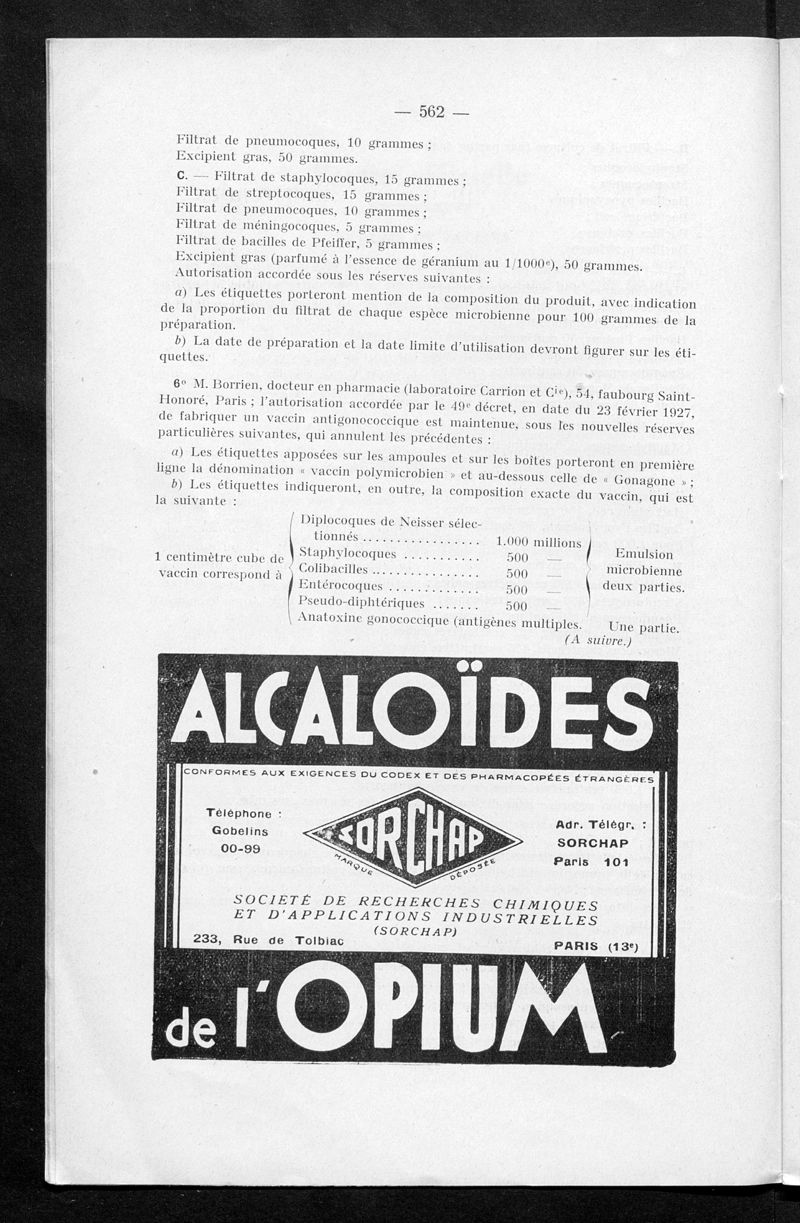 — 562 —
Filtrat de pneumocoques, 10 grammes ;
Excipient gras, 50 grammes.
C. — Filtrat de staphylocoques, 15 grammes ;
Filtrat de streptocoques, 15 grammes ;
Filtrat de pneumocoques, 10 grammes ;
Filtrat de méningocoques, 5 grammes ;
Filtrat de bacilles de Pfeiffer, 5 grammes ;
Excipient gras (parfumé à l'essence de géranium au 1/1000e), 50 grammes.
Autorisation accordée sous les réserves suivantes :
a) Les étiquettes porteront mention de la composition du produit, avec indication
de la proportion du filtrat de chaque espèce microbienne pour 100 grammes de la
préparation.
b) La date de préparation et la date limite d'utilisation devront figurer sur les éti-
quettes.
6° M. Borrien, docteur en pharmacie (laboratoire Carrion et Cie), 54, faubourg Saint-
Honoré, Paris ; l'autorisation accordée par le 49e décret, en date du 23 février 1927,
de fabriquer un vaccin antigonococcique est maintenue, sous les nouvelles réserves
particulières suivantes, qui annulent les précédentes :
a) Les étiquettes apposées sur les ampoules et sur les boîtes porteront en première
ligne la dénomination « vaccin polymicrobien » et au-dessous celle de « Gonagone » ;
b) Les étiquettes indiqueront, en outre, la composition exacte du vaccin, qui est
la suivante :
1 centimètre cube de
vaccin correspond à
Diplocoques de Neisser sélec-
tionnés ................ 1.000 millions
Staphylocoques ........... 500 —
Colibacilles ............... 500 —
Entérocoques ............. 500 —
Pseudo-diphtériques ....... 500 —
Emulsion
microbienne
deux parties.
Anatoxine gonococcique (antigènes multiples. Une partie.
(A suivre.)
ALCALOÏDES
CONFORMES AUX EXIGENCES DU CODEX ET DES PHARMACOPÉES ÉTRANGÈRES
Téléphone :
Gobelins
00-99
SORCHAP
MARQUE DÉPOSÉE
Adr. Télégr. :
SORCHAP
Paris 101
SOCIETÉ DE RECHERCHES CHIMIQUES
ET D'APPLICATIONS INDUSTRIELLES
(SORCHAP)
233, Rue de Tolbiac PARIS (13e)
de l'OPIUM